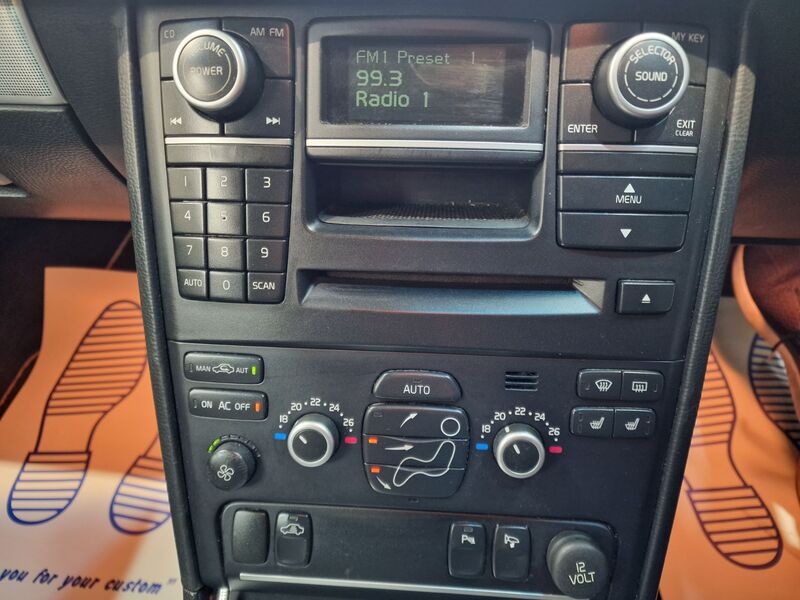 CD
AM FM
VOLUME
POWER
FM1 Preset 1
99.3
Radio 1
MY KEY
SELECTOR
SOUND
ENTER
EXIT
CLEAR
MENU
1 2 3
4 5 6
7 8 9
AUTO 0 SCAN
MAN AUT
ON AC OFF
AUTO
18 20 22 24 26
18 20 22 24 26
12
VOLT
you for your custom"